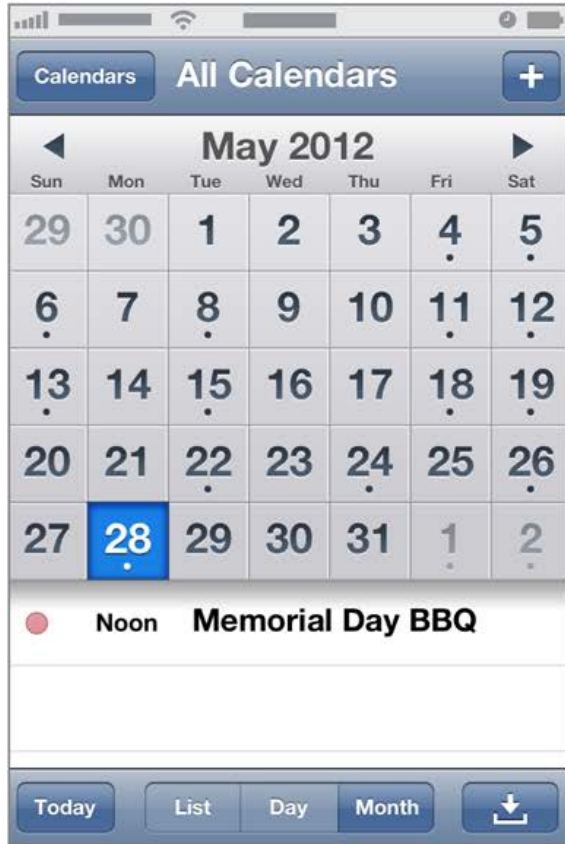 Calendars All Calendars +
May 2012
Sun Mon Tue Wed Thu Fri Sat
29 30 1 2 3 4 5
6 7 8 9 10 11 12
13 14 15 16 17 18 19
20 21 22 23 24 25 26
27 28 29 30 31 1 2
Noon Memorial Day BBQ
Today List Day Month